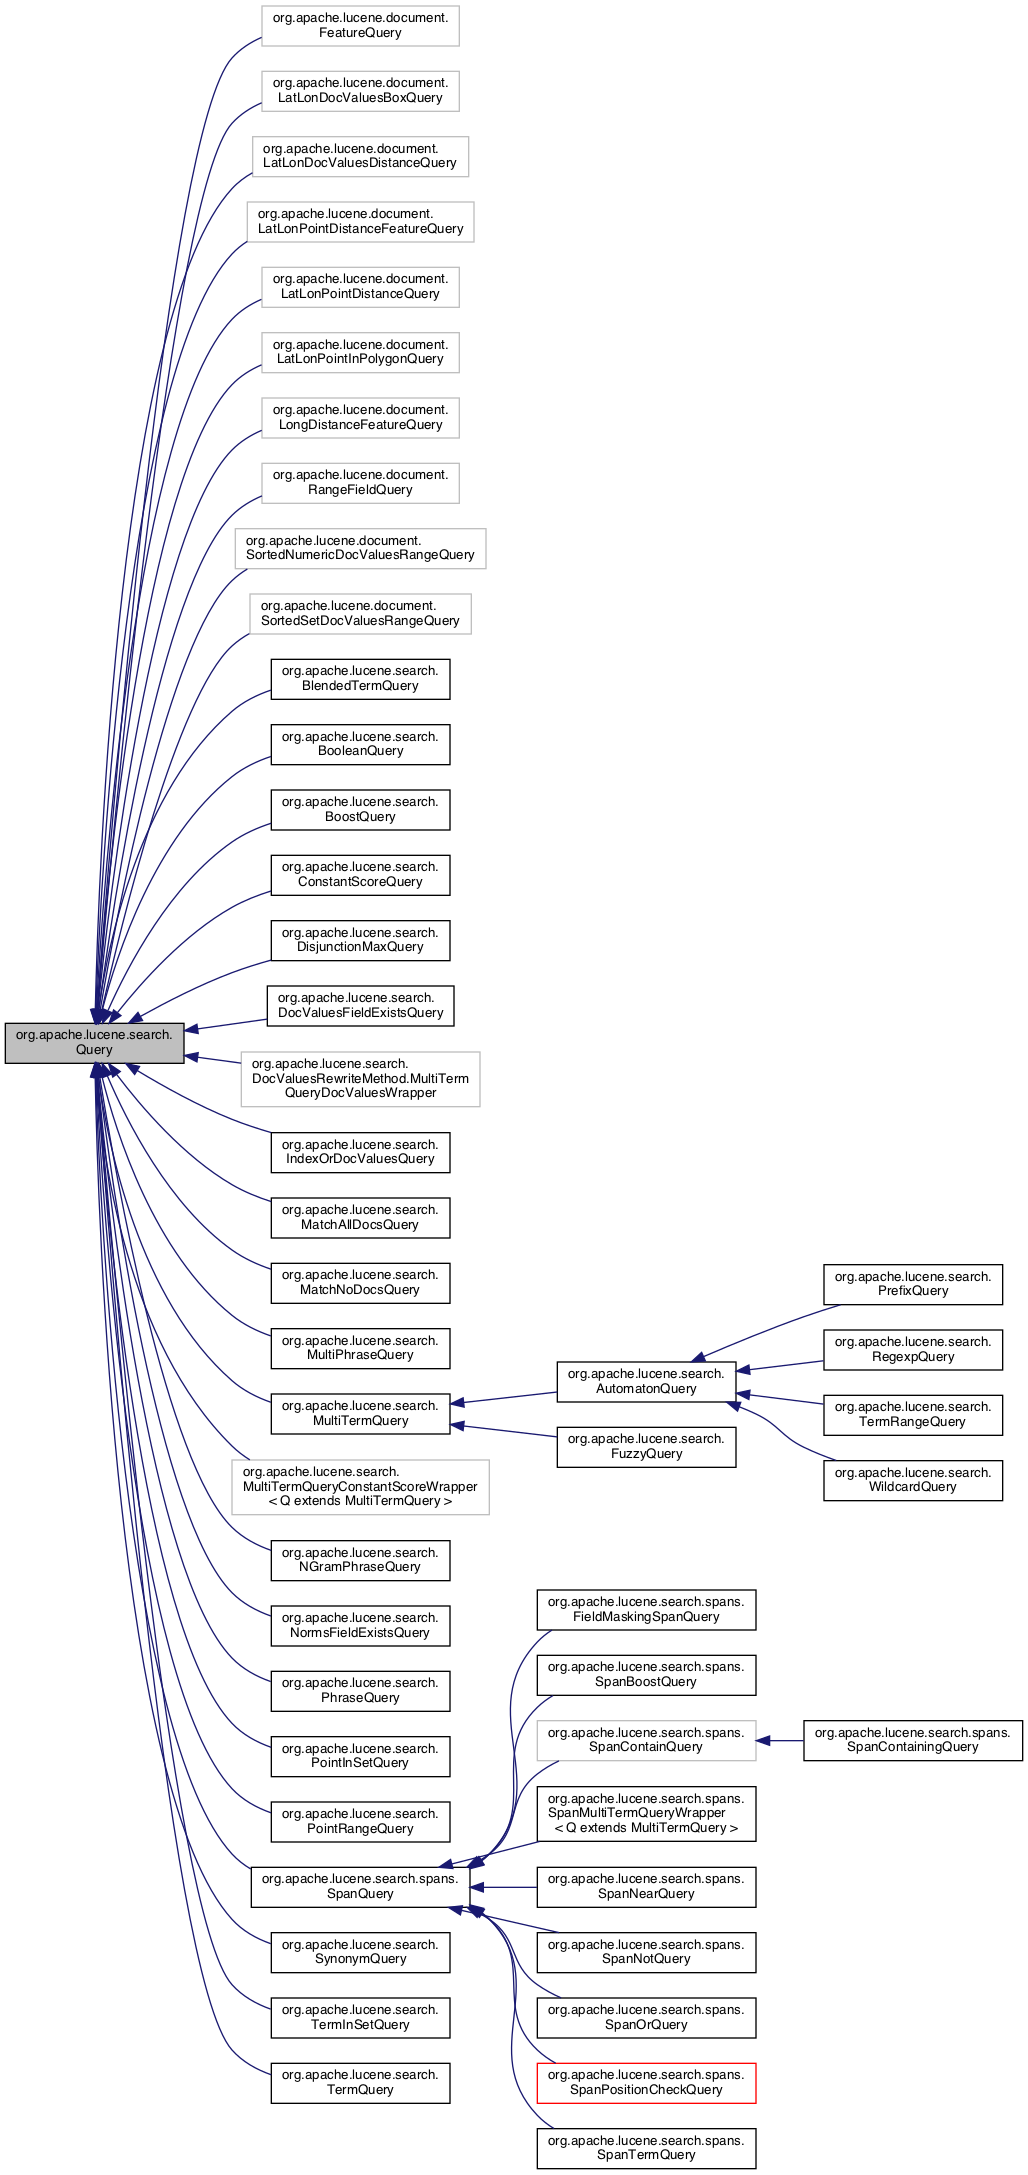 org.apache.lucene.document.
FeatureQuery
org.apache.lucene.document.
LatLonDocValuesBoxQuery
org.apache.lucene.document.
LatLonDocValuesDistanceQuery
org.apache.lucene.document.
LatLonPointDistanceFeatureQuery
org.apache.lucene.document.
LatLonPointDistanceQuery
org.apache.lucene.document.
LatLonPointInPolygonQuery
org.apache.lucene.document.
LongDistanceFeatureQuery
org.apache.lucene.document.
RangeFieldQuery
org.apache.lucene.document.
SortedNumericDocValuesRangeQuery
org.apache.lucene.document.
SortedSetDocValuesRangeQuery
org.apache.lucene.search.
BlendedTermQuery
org.apache.lucene.search.
BooleanQuery
org.apache.lucene.search.
BoostQuery
org.apache.lucene.search.
ConstantScoreQuery
org.apache.lucene.search.
DisjunctionMaxQuery
org.apache.lucene.search.
DocValuesFieldExistsQuery
org.apache.lucene.search.
Query
org.apache.lucene.search.
DocValuesRewriteMethod.MultiTerm
QueryDocValuesWrapper
org.apache.lucene.search.
IndexOrDocValuesQuery
org.apache.lucene.search.
MatchAllDocsQuery
org.apache.lucene.search.
MatchNoDocsQuery
org.apache.lucene.search.
MultiPhraseQuery
org.apache.lucene.search.
MultiTermQuery
org.apache.lucene.search.
AutomatonQuery
org.apache.lucene.search.
FuzzyQuery
org.apache.lucene.search.
PrefixQuery
org.apache.lucene.search.
RegexpQuery
org.apache.lucene.search.
TermRangeQuery
org.apache.lucene.search.
WildcardQuery
org.apache.lucene.search.
MultiTermQueryConstantScoreWrapper
< Q extends MultiTermQuery >
org.apache.lucene.search.
NGramPhraseQuery
org.apache.lucene.search.
NormsFieldExistsQuery
org.apache.lucene.search.
PhraseQuery
org.apache.lucene.search.
PointInSetQuery
org.apache.lucene.search.
PointRangeQuery
org.apache.lucene.search.spans.
SpanQuery
org.apache.lucene.search.spans.
FieldMaskingSpanQuery
org.apache.lucene.search.spans.
SpanBoostQuery
org.apache.lucene.search.spans.
SpanContainQuery
org.apache.lucene.search.spans.
SpanContainingQuery
org.apache.lucene.search.spans.
SpanMultiTermQueryWrapper
< Q extends MultiTermQuery >
org.apache.lucene.search.spans.
SpanNearQuery
org.apache.lucene.search.spans.
SpanNotQuery
org.apache.lucene.search.spans.
SpanOrQuery
org.apache.lucene.search.spans.
SpanPositionCheckQuery
org.apache.lucene.search.spans.
SpanTermQuery
org.apache.lucene.search.
SynonymQuery
org.apache.lucene.search.
TermInSetQuery
org.apache.lucene.search.
TermQuery